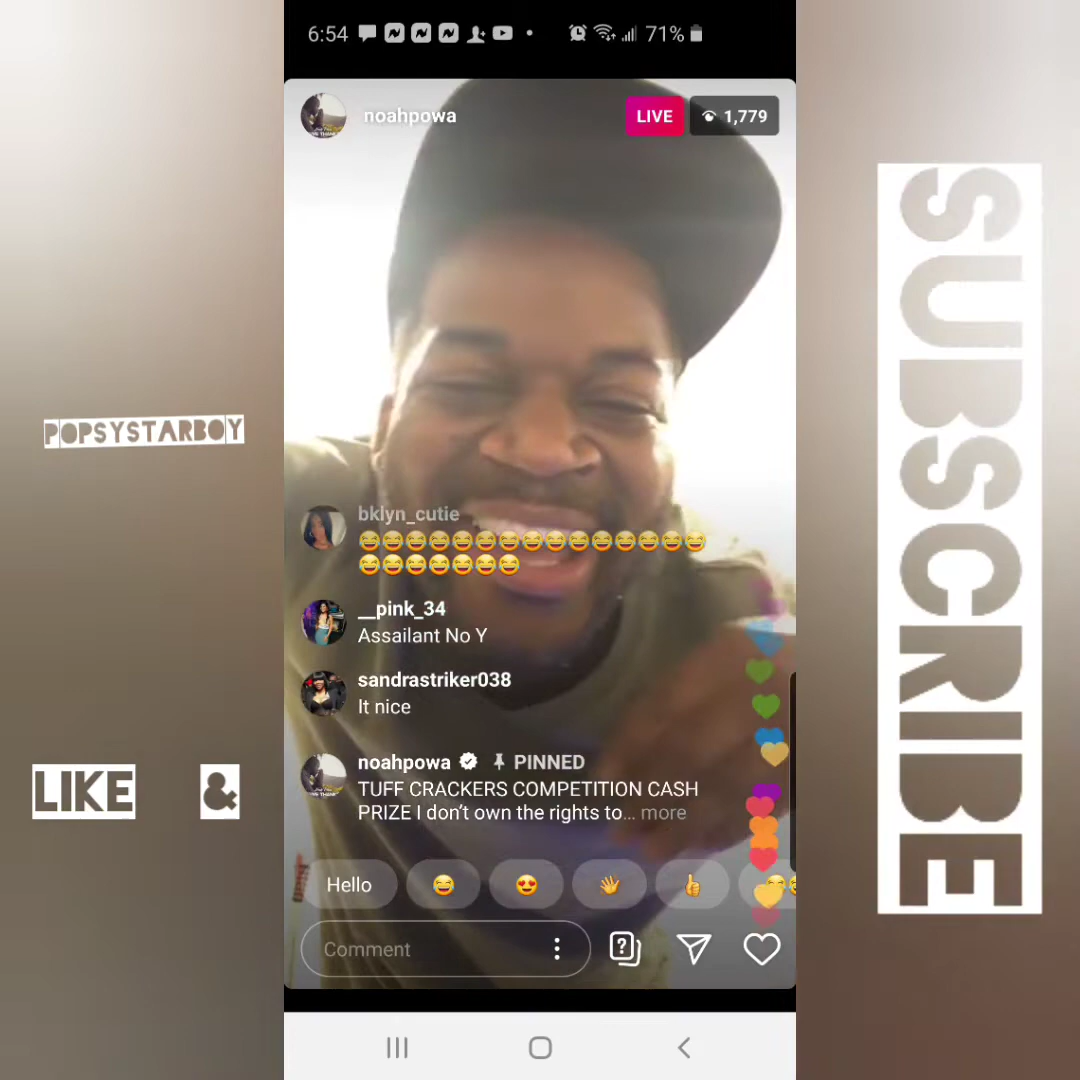 6:54 71%
noahpowa LIVE 1,779
POPSYSTARBOY
SUBSCRIBE
bklyn_cutie
😂😂😂😂😂😂😂😂😂😂😂😂😂😂😂
😂😂😂😂😂😂😂
__pink_34
Assailant No Y
sandrastriker038
It nice
LIKE &
noahpowa PINNED
TUFF CRACKERS COMPETITION CASH
PRIZE I don’t own the rights to... more
Hello 😂 😍 👋 👍
Comment